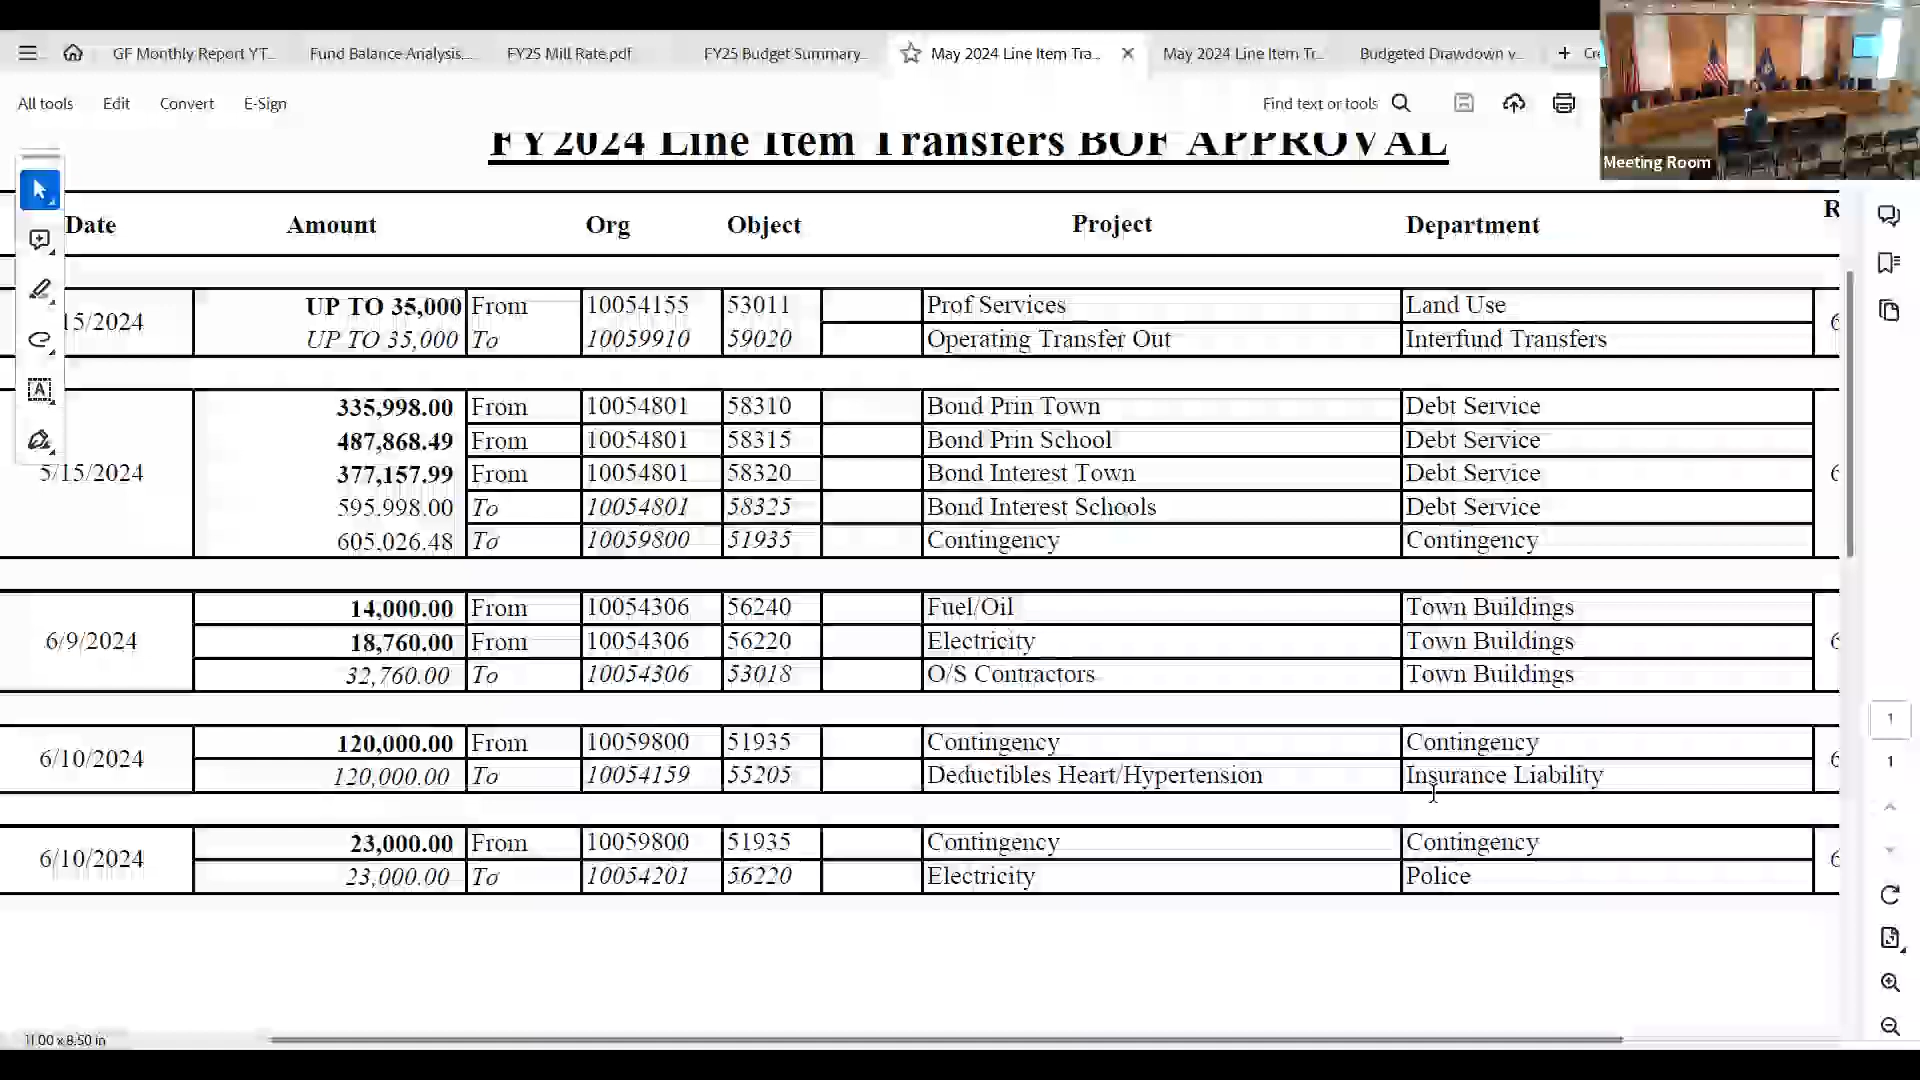 GF Monthly Report YT... Fund Balance Analysis,... FY25 Mill Rate.pdf FY25 Budget Summary... May 2024 Line Item Tra... May 2024 Line Item Tr... Budgeted Drawdown v... Cre
All tools Edit Convert E-Sign Find text or tools
Meeting Room
FY2024 Line Item Transfers BOF APPROVAL
Date Amount Org Object Project Department R
15/2024 UP TO 35,000 From 10054155 53011 Prof Services Land Use 6
UP TO 35,000 To 10059910 59020 Operating Transfer Out Interfund Transfers
335,998.00 From 10054801 58310 Bond Prin Town Debt Service
487,868.49 From 10054801 58315 Bond Prin School Debt Service
5/15/2024 377,157.99 From 10054801 58320 Bond Interest Town Debt Service 6
595,998.00 To 10054801 58325 Bond Interest Schools Debt Service
605,026.48 To 10059800 51935 Contingency Contingency
14,000.00 From 10054306 56240 Fuel/Oil Town Buildings
6/9/2024 18,760.00 From 10054306 56220 Electricity Town Buildings 6
32,760.00 To 10054306 53018 O/S Contractors Town Buildings
6/10/2024 120,000.00 From 10059800 51935 Contingency Contingency 6
120,000.00 To 10054159 55205 Deductibles Heart/Hypertension Insurance Liability
6/10/2024 23,000.00 From 10059800 51935 Contingency Contingency 6
23,000.00 To 10054201 56220 Electricity Police
1
1
11.00 x 8.50 in